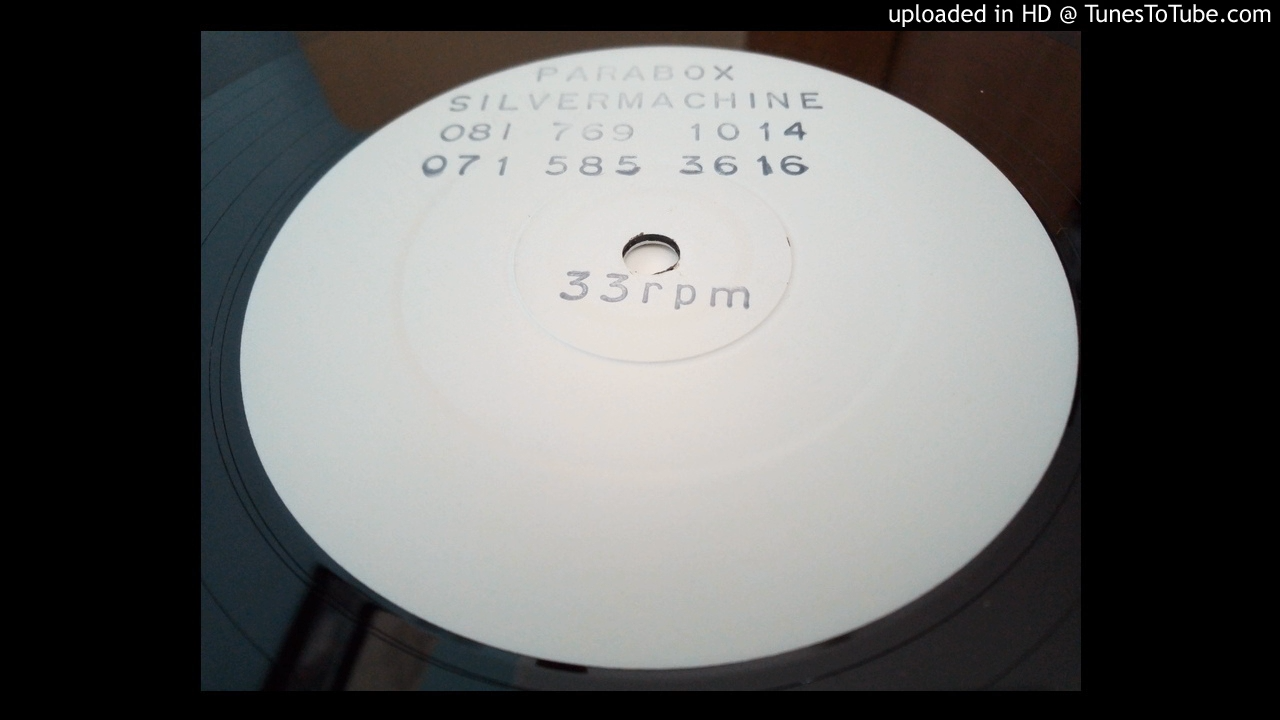 uploaded in HD @ TunesToTube.com
PARABOX
SILVERMACHINE
081 769 1014
071 585 3616
33rpm